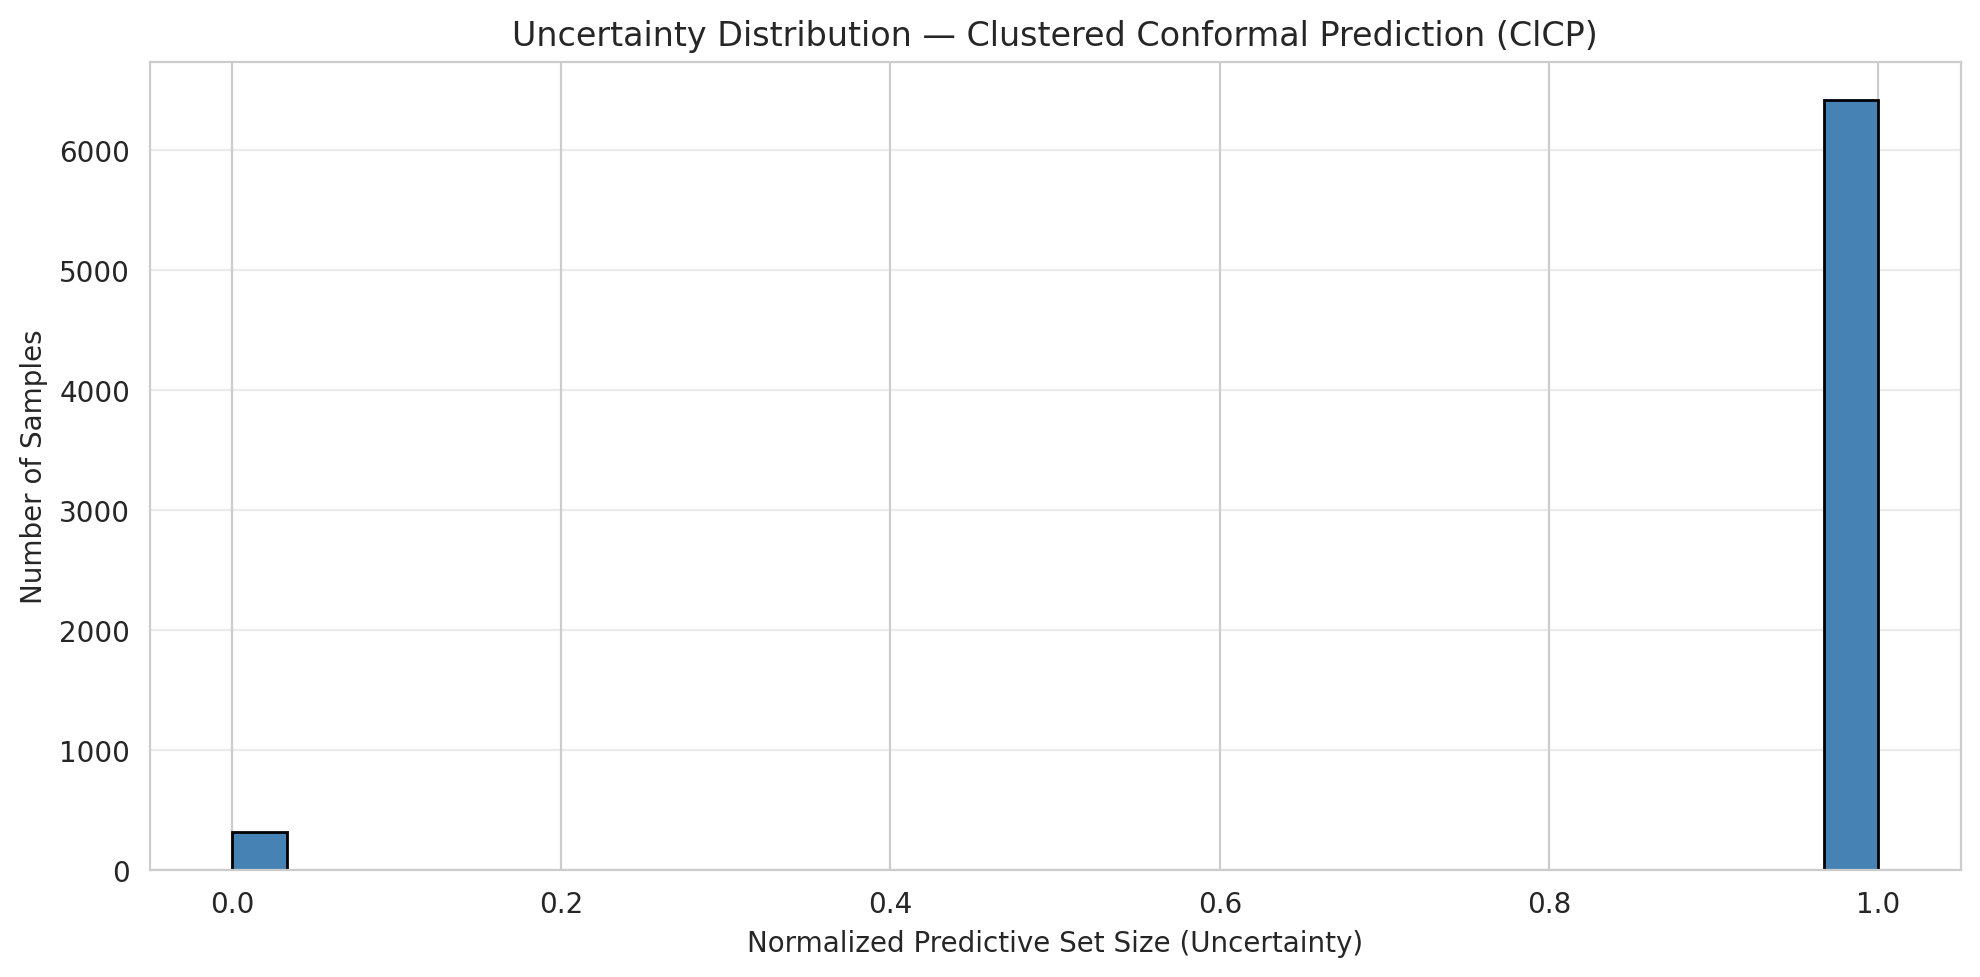 Uncertainty Distribution — Clustered Conformal Prediction (ClCP)
Number of Samples
6000
5000
4000
3000
2000
1000
0
0.0 0.2 0.4 0.6 0.8 1.0
Normalized Predictive Set Size (Uncertainty)